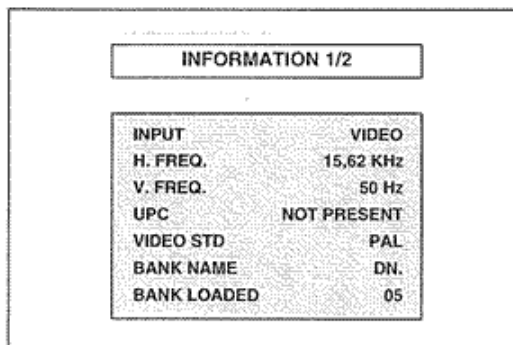 INFORMATION 1/2
INPUT VIDEO
H. FREQ. 15,62 KHz
V. FREQ. 50 Hz
UPC NOT PRESENT
VIDEO STD PAL
BANK NAME DN.
BANK LOADED 05